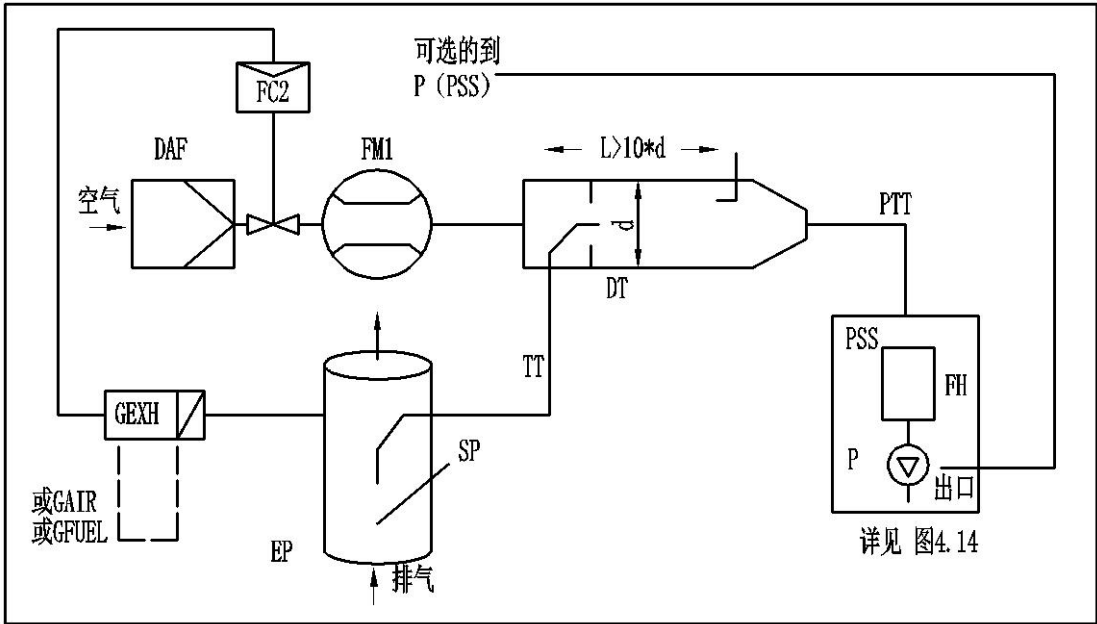 可选的到
P (PSS)
FC2
DAF
FM1
L>10*d
空气
PTT
d
DT
PSS
TT
FH
GEXH
SP
P
出口
或GAIR
或GFUEL
EP
排气
详见 图4.14